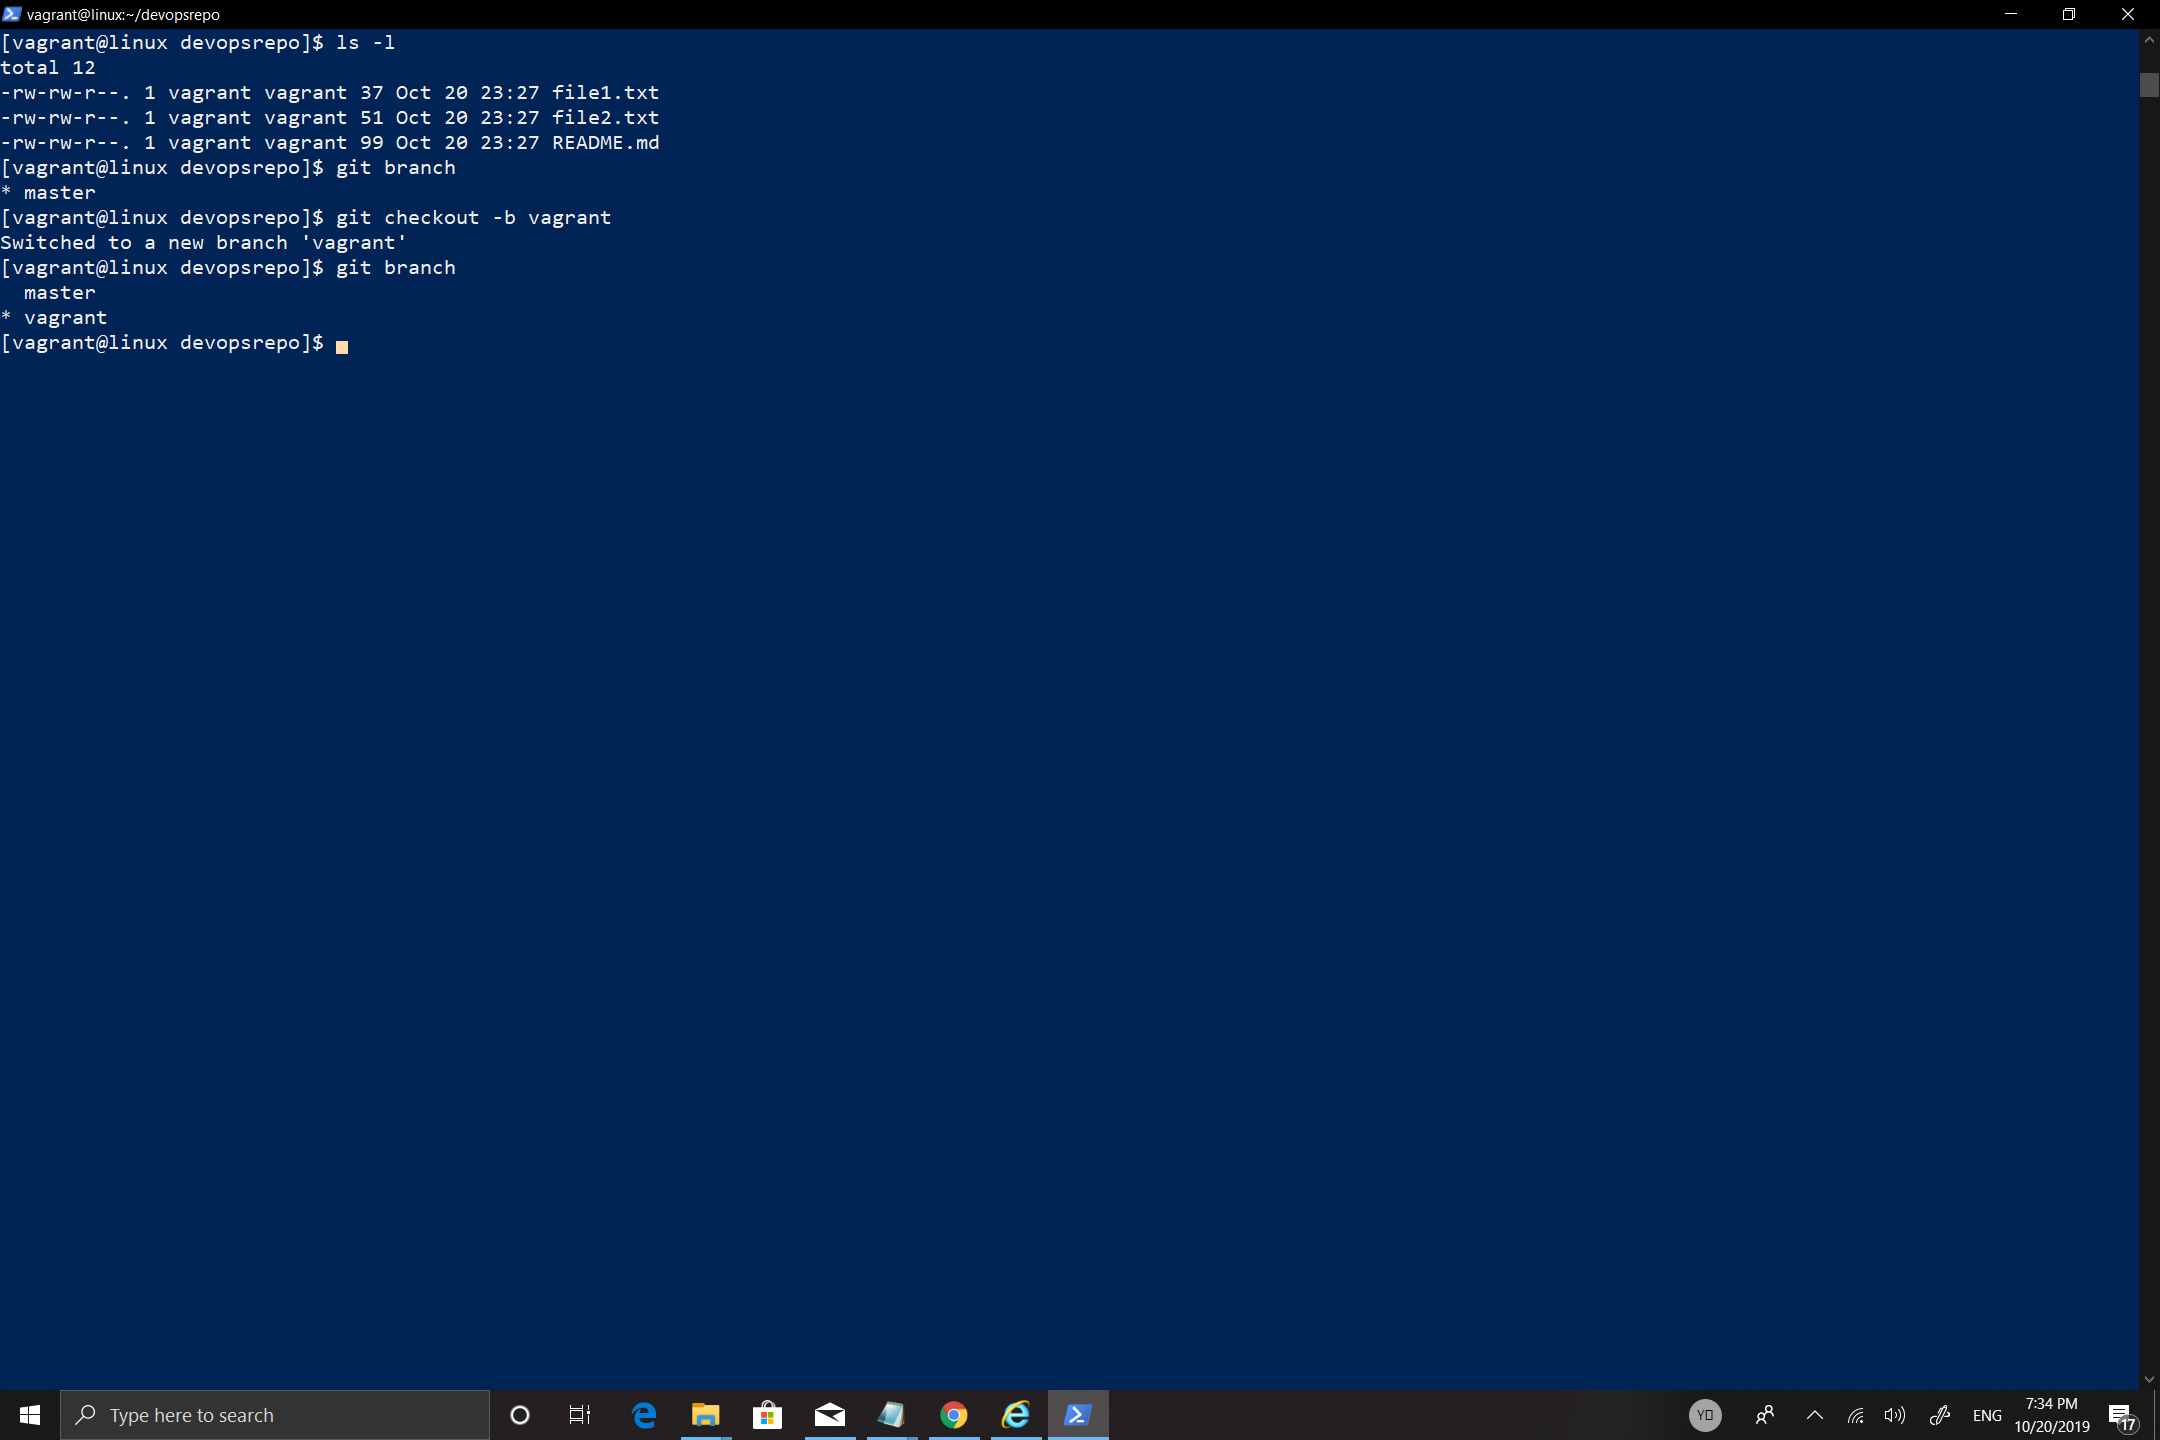 vagrant@linux:~/devopsrepo
[vagrant@linux devopsrepo]$ ls -l
total 12
-rw-rw-r--. 1 vagrant vagrant 37 Oct 20 23:27 file1.txt
-rw-rw-r--. 1 vagrant vagrant 51 Oct 20 23:27 file2.txt
-rw-rw-r--. 1 vagrant vagrant 99 Oct 20 23:27 README.md
[vagrant@linux devopsrepo]$ git branch
* master
[vagrant@linux devopsrepo]$ git checkout -b vagrant
Switched to a new branch 'vagrant'
[vagrant@linux devopsrepo]$ git branch
  master
* vagrant
[vagrant@linux devopsrepo]$
Type here to search
ENG
7:34 PM
10/20/2019
17